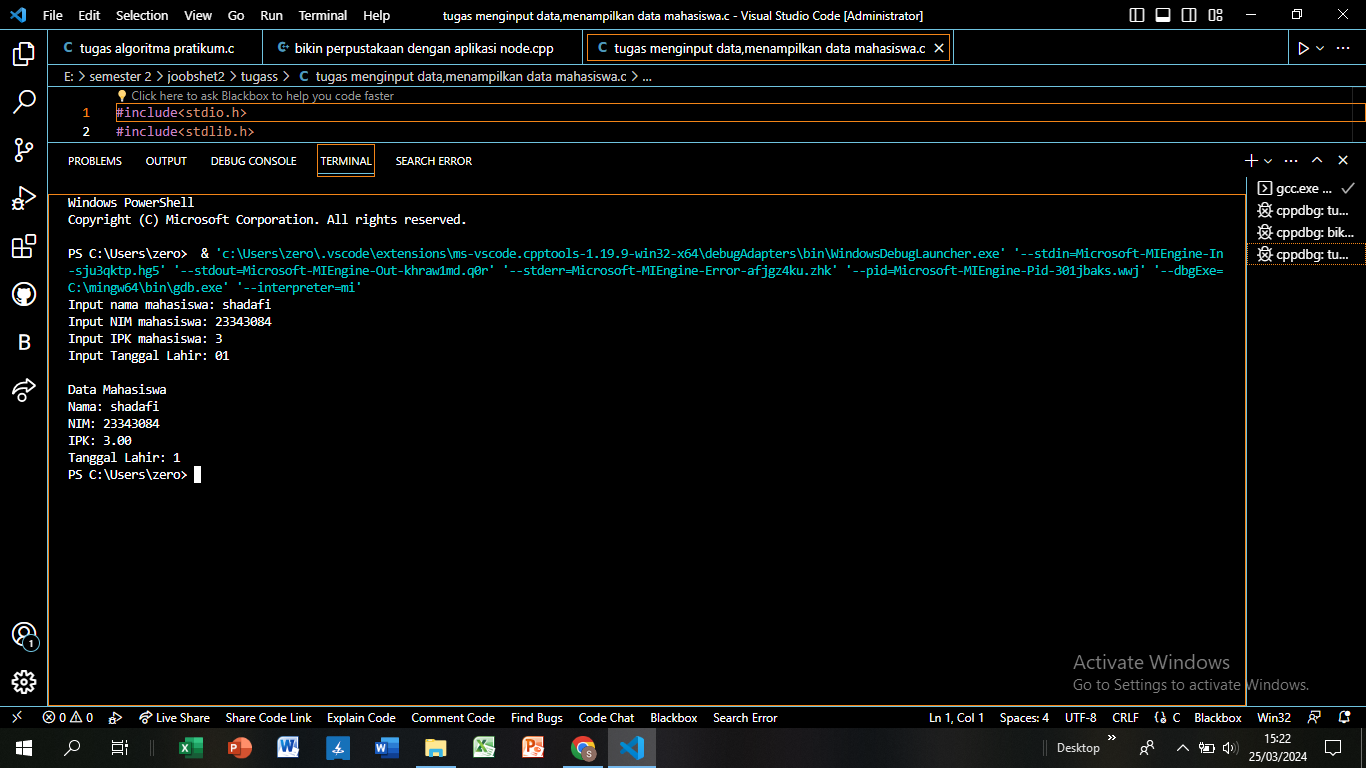 File Edit Selection View Go Run Terminal Help
tugas menginput data,menampilkan data mahasiswa.c - Visual Studio Code [Administrator]
tugas algoritma pratikum.c
bikin perpustakaan dengan aplikasi node.cpp
tugas menginput data,menampilkan data mahasiswa.c
E: > semester 2 > joobshet2 > tugass > C tugas menginput data,menampilkan data mahasiswa.c > ...
Click here to ask Blackbox to help you code faster
1 #include<stdio.h>
2 #include<stdlib.h>
PROBLEMS OUTPUT DEBUG CONSOLE TERMINAL SEARCH ERROR
Windows PowerShell
Copyright (C) Microsoft Corporation. All rights reserved.
PS C:\Users\zero>  & 'c:\Users\zero\.vscode\extensions\ms-vscode.cpptools-1.19.9-win32-x64\debugAdapters\bin\WindowsDebugLauncher.exe' '--stdin=Microsoft-MIEngine-In
-sju3qktp.hg5' '--stdout=Microsoft-MIEngine-Out-khraw1md.q0r' '--stderr=Microsoft-MIEngine-Error-afjgz4ku.zhk' '--pid=Microsoft-MIEngine-Pid-301jbaks.wwj' '--dbgExe=
C:\mingw64\bin\gdb.exe' '--interpreter=mi'
Input nama mahasiswa: shadafi
Input NIM mahasiswa: 23343084
Input IPK mahasiswa: 3
Input Tanggal Lahir: 01
Data Mahasiswa
Nama: shadafi
NIM: 23343084
IPK: 3.00
Tanggal Lahir: 1
PS C:\Users\zero>
gcc.exe ...
cppdbg: tu...
cppdbg: bik...
cppdbg: tu...
Activate Windows
Go to Settings to activate Windows.
0 0 Live Share Share Code Link Explain Code Comment Code Find Bugs Code Chat Blackbox Search Error
Ln 1, Col 1 Spaces: 4 UTF-8 CRLF {} C Blackbox Win32
Desktop
15:22
25/03/2024